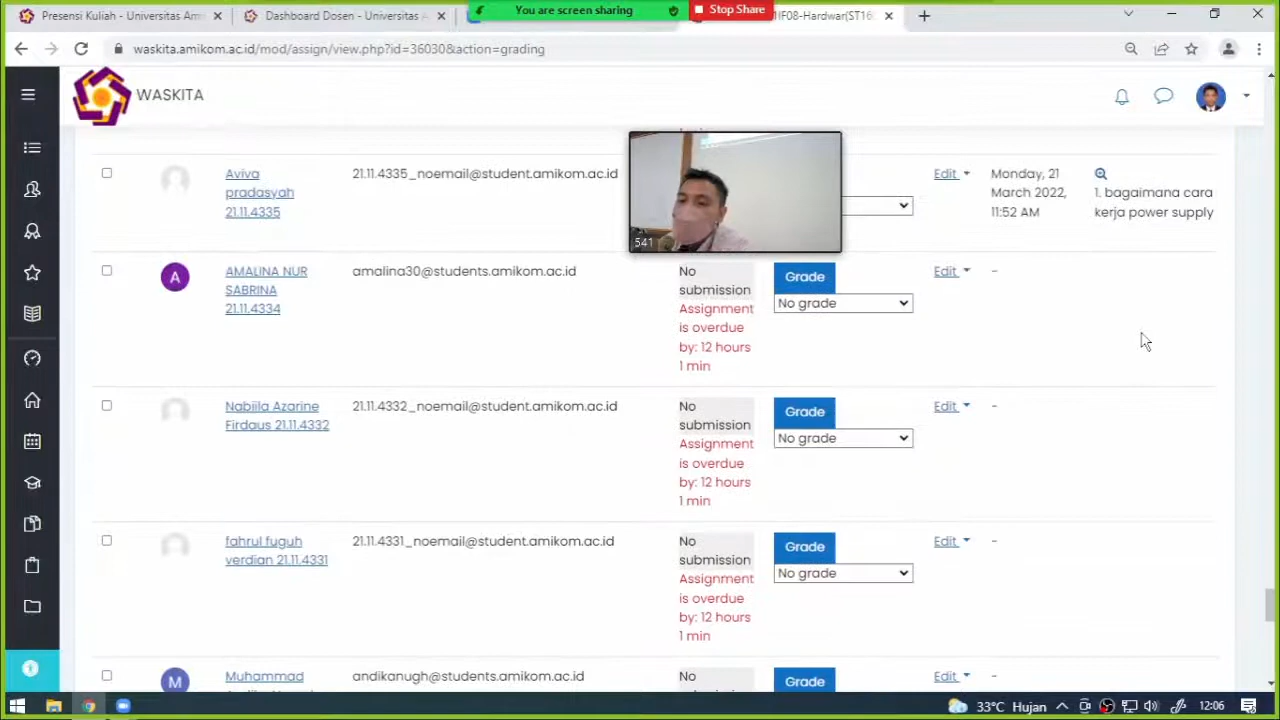 Presensi Kuliah - Universitas Am
Dashboard Dosen - Universitas
You are screen sharing
Stop Share
IF08-Hardwar(ST16
waskita.amikom.ac.id/mod/assign/view.php?id=36030&action=grading
WASKITA
541
Aviva
pradasyah
21.11.4335
21.11.4335_noemail@student.amikom.ac.id
Edit
Monday, 21
March 2022,
11:52 AM
1. bagaimana cara
kerja power supply
A
AMALINA NUR
SABRINA
21.11.4334
amalina30@students.amikom.ac.id
No
submission
Assignment
is overdue
by: 12 hours
1 min
Grade
No grade
Edit
-
Nabiila Azarine
Firdaus 21.11.4332
21.11.4332_noemail@student.amikom.ac.id
No
submission
Assignment
is overdue
by: 12 hours
1 min
Grade
No grade
Edit
-
fahrul fuguh
verdian 21.11.4331
21.11.4331_noemail@student.amikom.ac.id
No
submission
Assignment
is overdue
by: 12 hours
1 min
Grade
No grade
Edit
-
M
Muhammad
andikanugh@students.amikom.ac.id
No
Grade
Edit
-
33°C Hujan
12:06